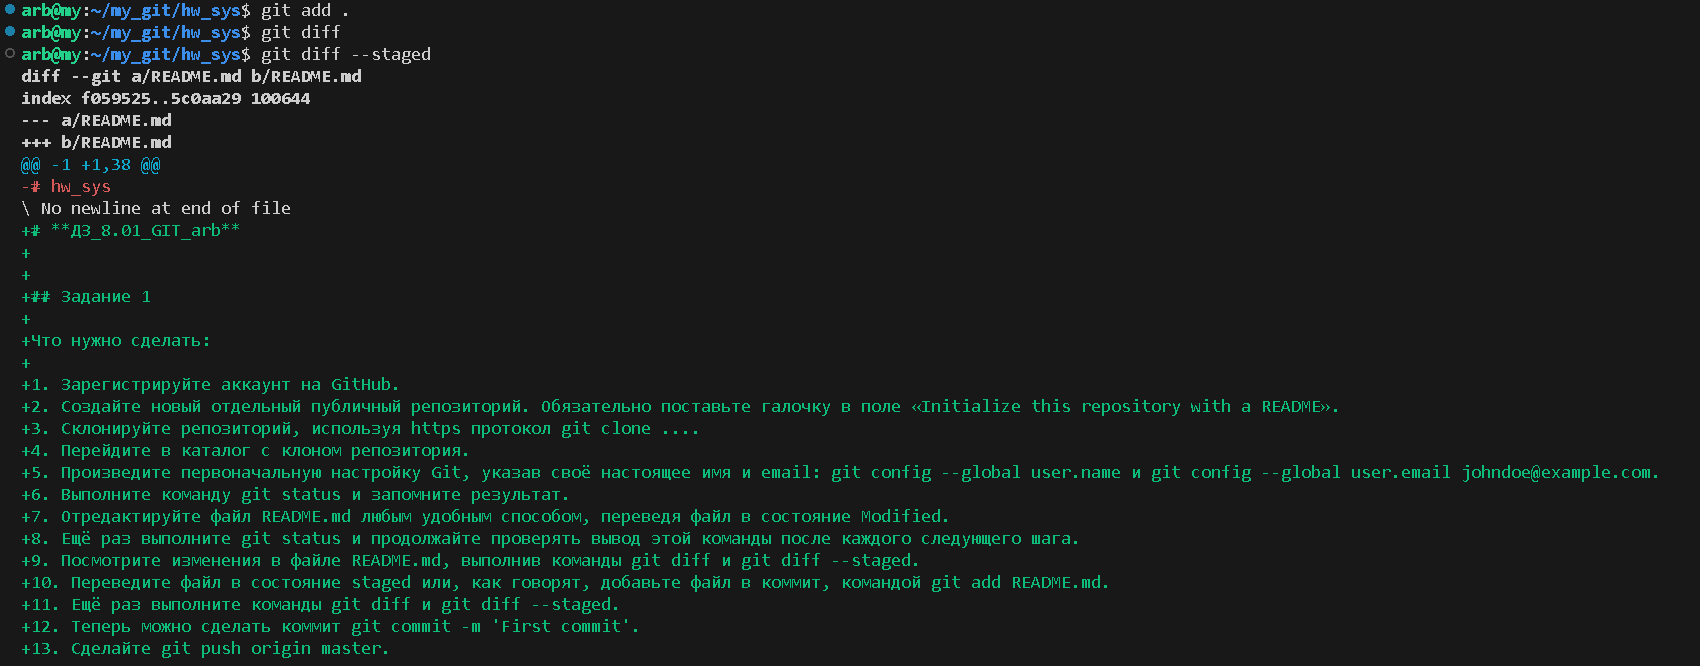 arb@my:~/my_git/hw_sys$ git add .
arb@my:~/my_git/hw_sys$ git diff
arb@my:~/my_git/hw_sys$ git diff --staged
diff --git a/README.md b/README.md
index f059525..5c0aa29 100644
--- a/README.md
+++ b/README.md
@@ -1 +1,38 @@
-# hw_sys
\ No newline at end of file
+# **ДЗ_8.01_GIT_arb**
+
+
+## Задание 1
+
+Что нужно сделать:
+
+1. Зарегистрируйте аккаунт на GitHub.
+2. Создайте новый отдельный публичный репозиторий. Обязательно поставьте галочку в поле «Initialize this repository with a README».
+3. Склонируйте репозиторий, используя https протокол git clone ....
+4. Перейдите в каталог с клоном репозитория.
+5. Произведите первоначальную настройку Git, указав своё настоящее имя и email: git config --global user.name и git config --global user.email johndoe@example.com.
+6. Выполните команду git status и запомните результат.
+7. Отредактируйте файл README.md любым удобным способом, переведя файл в состояние Modified.
+8. Ещё раз выполните git status и продолжайте проверять вывод этой команды после каждого следующего шага.
+9. Посмотрите изменения в файле README.md, выполнив команды git diff и git diff --staged.
+10. Переведите файл в состояние staged или, как говорят, добавьте файл в коммит, командой git add README.md.
+11. Ещё раз выполните команды git diff и git diff --staged.
+12. Теперь можно сделать коммит git commit -m 'First commit'.
+13. Сделайте git push origin master.